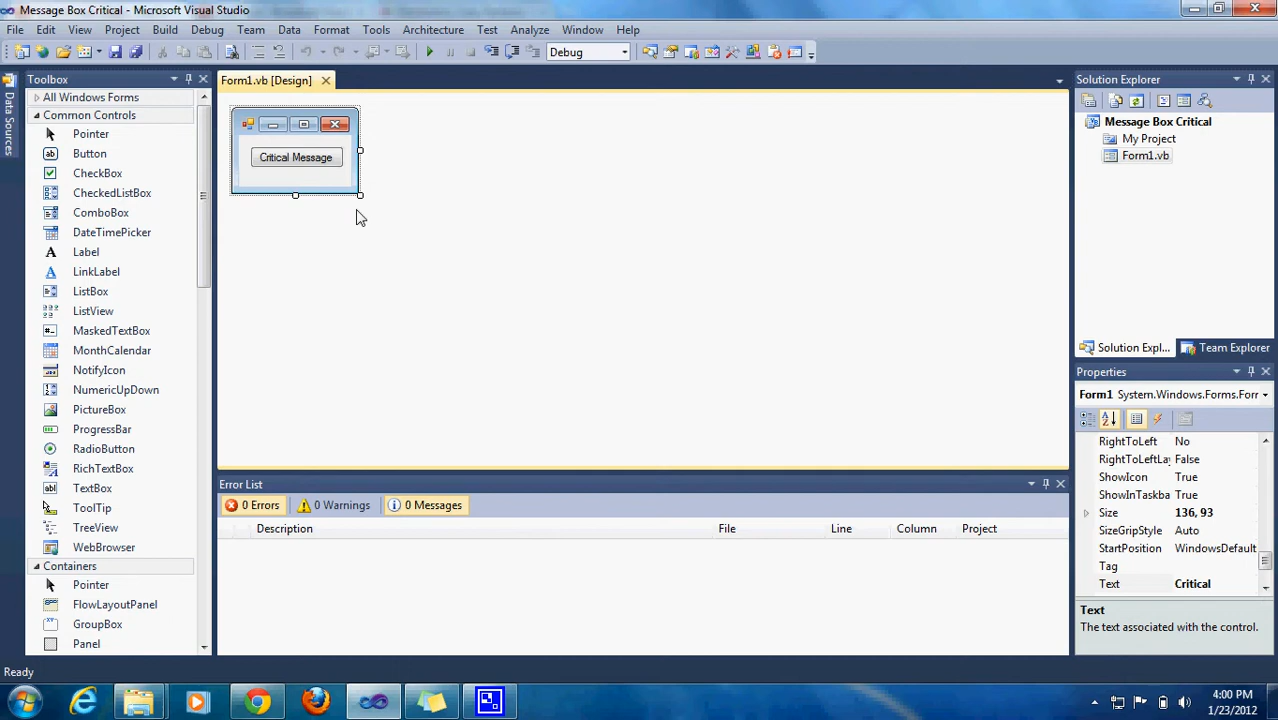 Message Box Critical - Microsoft Visual Studio
File Edit View Project Build Debug Team Data Format Tools Architecture Test Analyze Window Help
Debug
Data Sources
Toolbox
All Windows Forms
Common Controls
Pointer
Button
CheckBox
CheckedListBox
ComboBox
DateTimePicker
Label
LinkLabel
ListBox
ListView
MaskedTextBox
MonthCalendar
NotifyIcon
NumericUpDown
PictureBox
ProgressBar
RadioButton
RichTextBox
TextBox
ToolTip
TreeView
WebBrowser
Containers
Pointer
FlowLayoutPanel
GroupBox
Panel
Form1.vb [Design]
Critical Message
Error List
0 Errors 0 Warnings 0 Messages
Description File Line Column Project
Solution Explorer
Message Box Critical
My Project
Form1.vb
Solution Expl... Team Explorer
Properties
Form1 System.Windows.Forms.Forr
RightToLeft No
RightToLeftLay False
ShowIcon True
ShowInTaskba True
Size 136, 93
SizeGripStyle Auto
StartPosition WindowsDefault
Tag
Text Critical
Text
The text associated with the control.
Ready
4:00 PM
1/23/2012